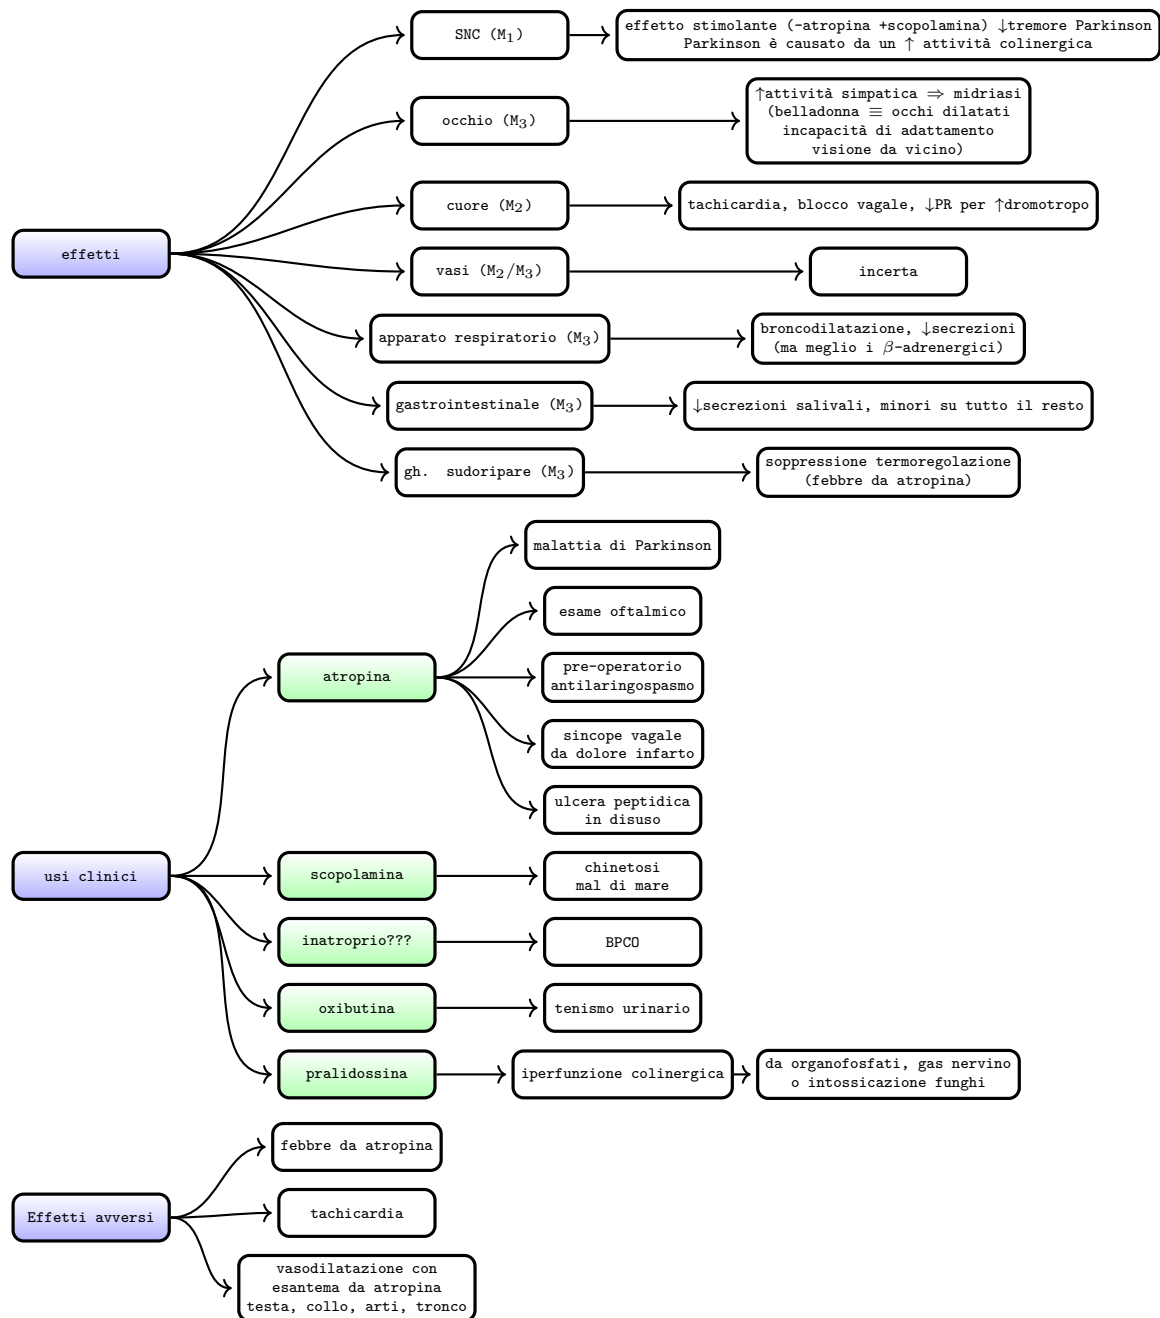 effetti
SNC (M₁)
effetto stimolante (-atropina +scopolamina) ↓tremore Parkinson
Parkinson è causato da un ↑ attività colinergica
occhio (M₃)
↑attività simpatica ⇒ midriasi
(belladonna ≡ occhi dilatati
incapacità di adattamento
visione da vicino)
cuore (M₂)
tachicardia, blocco vagale, ↓PR per ↑dromotropo
vasi (M₂/M₃)
incerta
apparato respiratorio (M₃)
broncodilatazione, ↓secrezioni
(ma meglio i β-adrenergici)
gastrointestinale (M₃)
↓secrezioni salivali, minori su tutto il resto
gh. sudoripare (M₃)
soppressione termoregolazione
(febbre da atropina)
usi clinici
atropina
malattia di Parkinson
esame oftalmico
pre-operatorio
antilaringospasmo
sincope vagale
da dolore infarto
ulcera peptidica
in disuso
scopolamina
chinetosi
mal di mare
inatroprio???
BPCO
oxibutina
tenismo urinario
pralidossina
iperfunzione colinergica
da organofosfati, gas nervino
o intossicazione funghi
Effetti avversi
febbre da atropina
tachicardia
vasodilatazione con
esantema da atropina
testa, collo, arti, tronco